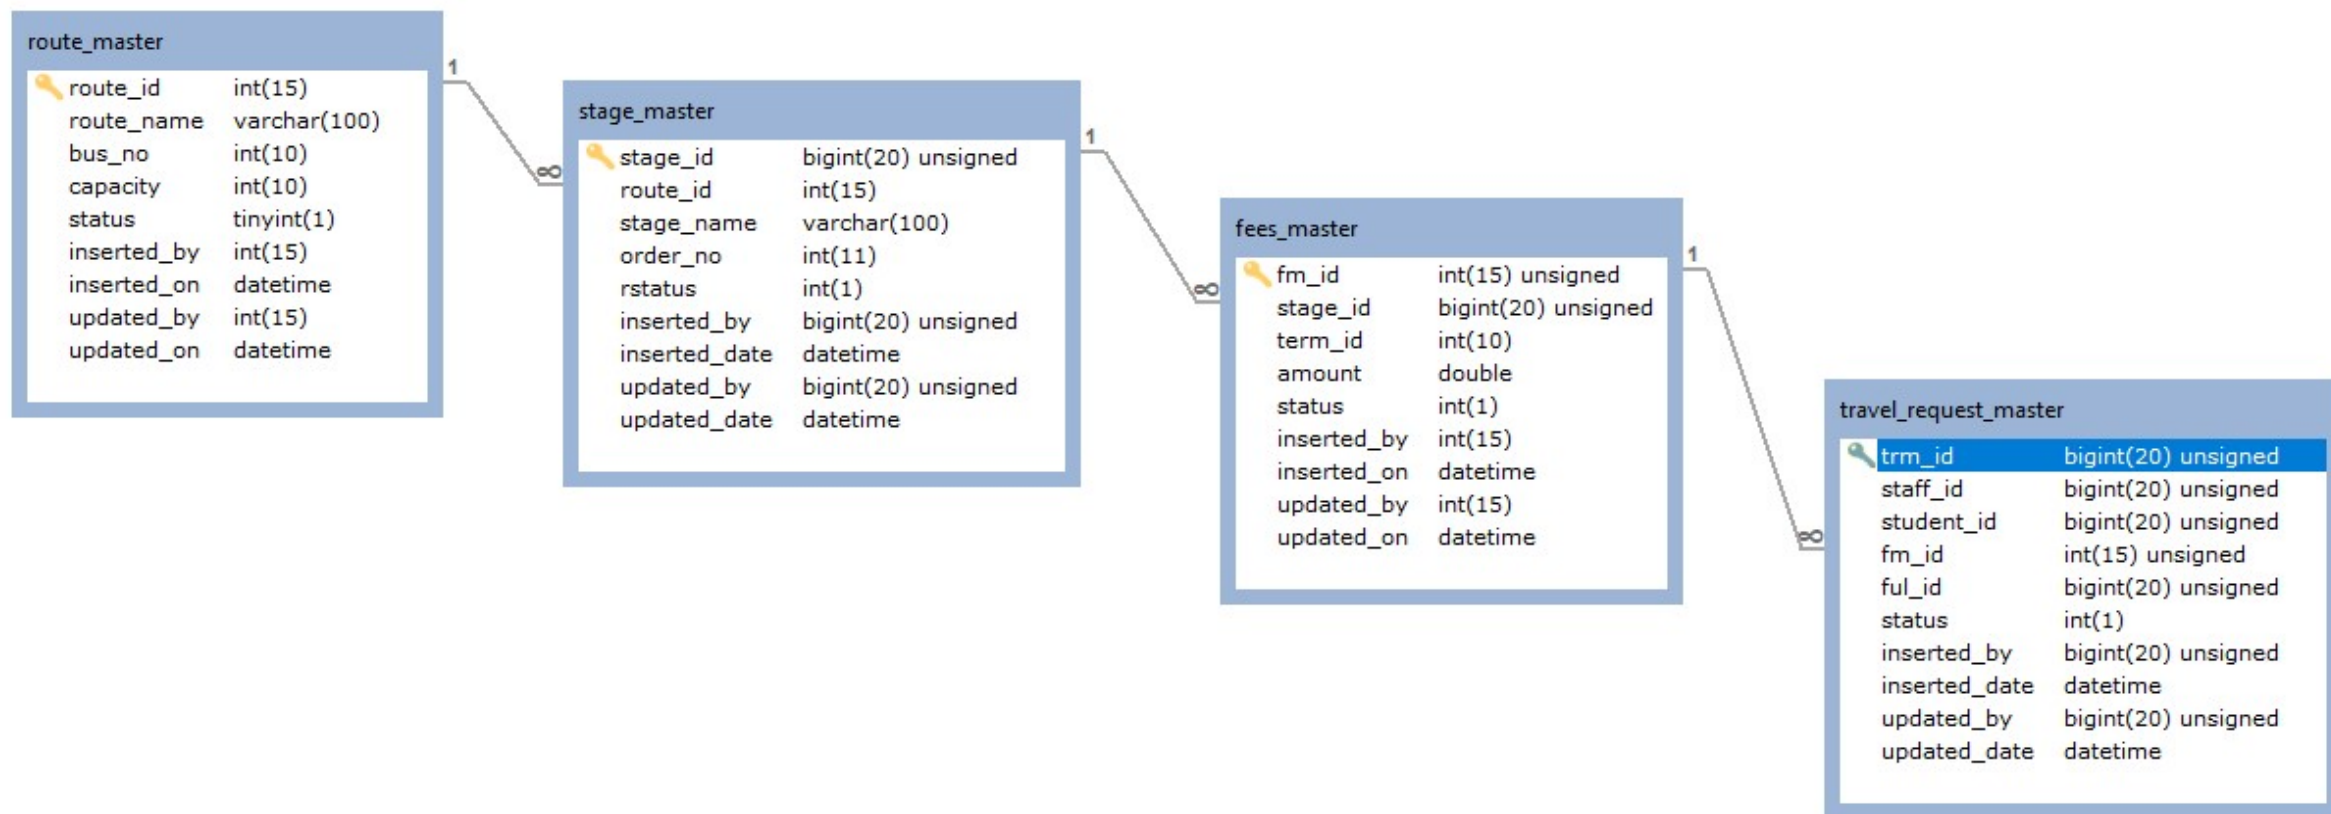 route_master
route_id int(15)
route_name varchar(100)
bus_no int(10)
capacity int(10)
status tinyint(1)
inserted_by int(15)
inserted_on datetime
updated_by int(15)
updated_on datetime
1
∞
stage_master
stage_id bigint(20) unsigned
route_id int(15)
stage_name varchar(100)
order_no int(11)
rstatus int(1)
inserted_by bigint(20) unsigned
inserted_date datetime
updated_by bigint(20) unsigned
updated_date datetime
1
∞
fees_master
fm_id int(15) unsigned
stage_id bigint(20) unsigned
term_id int(10)
amount double
status int(1)
inserted_by int(15)
inserted_on datetime
updated_by int(15)
updated_on datetime
1
∞
travel_request_master
trm_id bigint(20) unsigned
staff_id bigint(20) unsigned
student_id bigint(20) unsigned
fm_id int(15) unsigned
ful_id bigint(20) unsigned
status int(1)
inserted_by bigint(20) unsigned
inserted_date datetime
updated_by bigint(20) unsigned
updated_date datetime